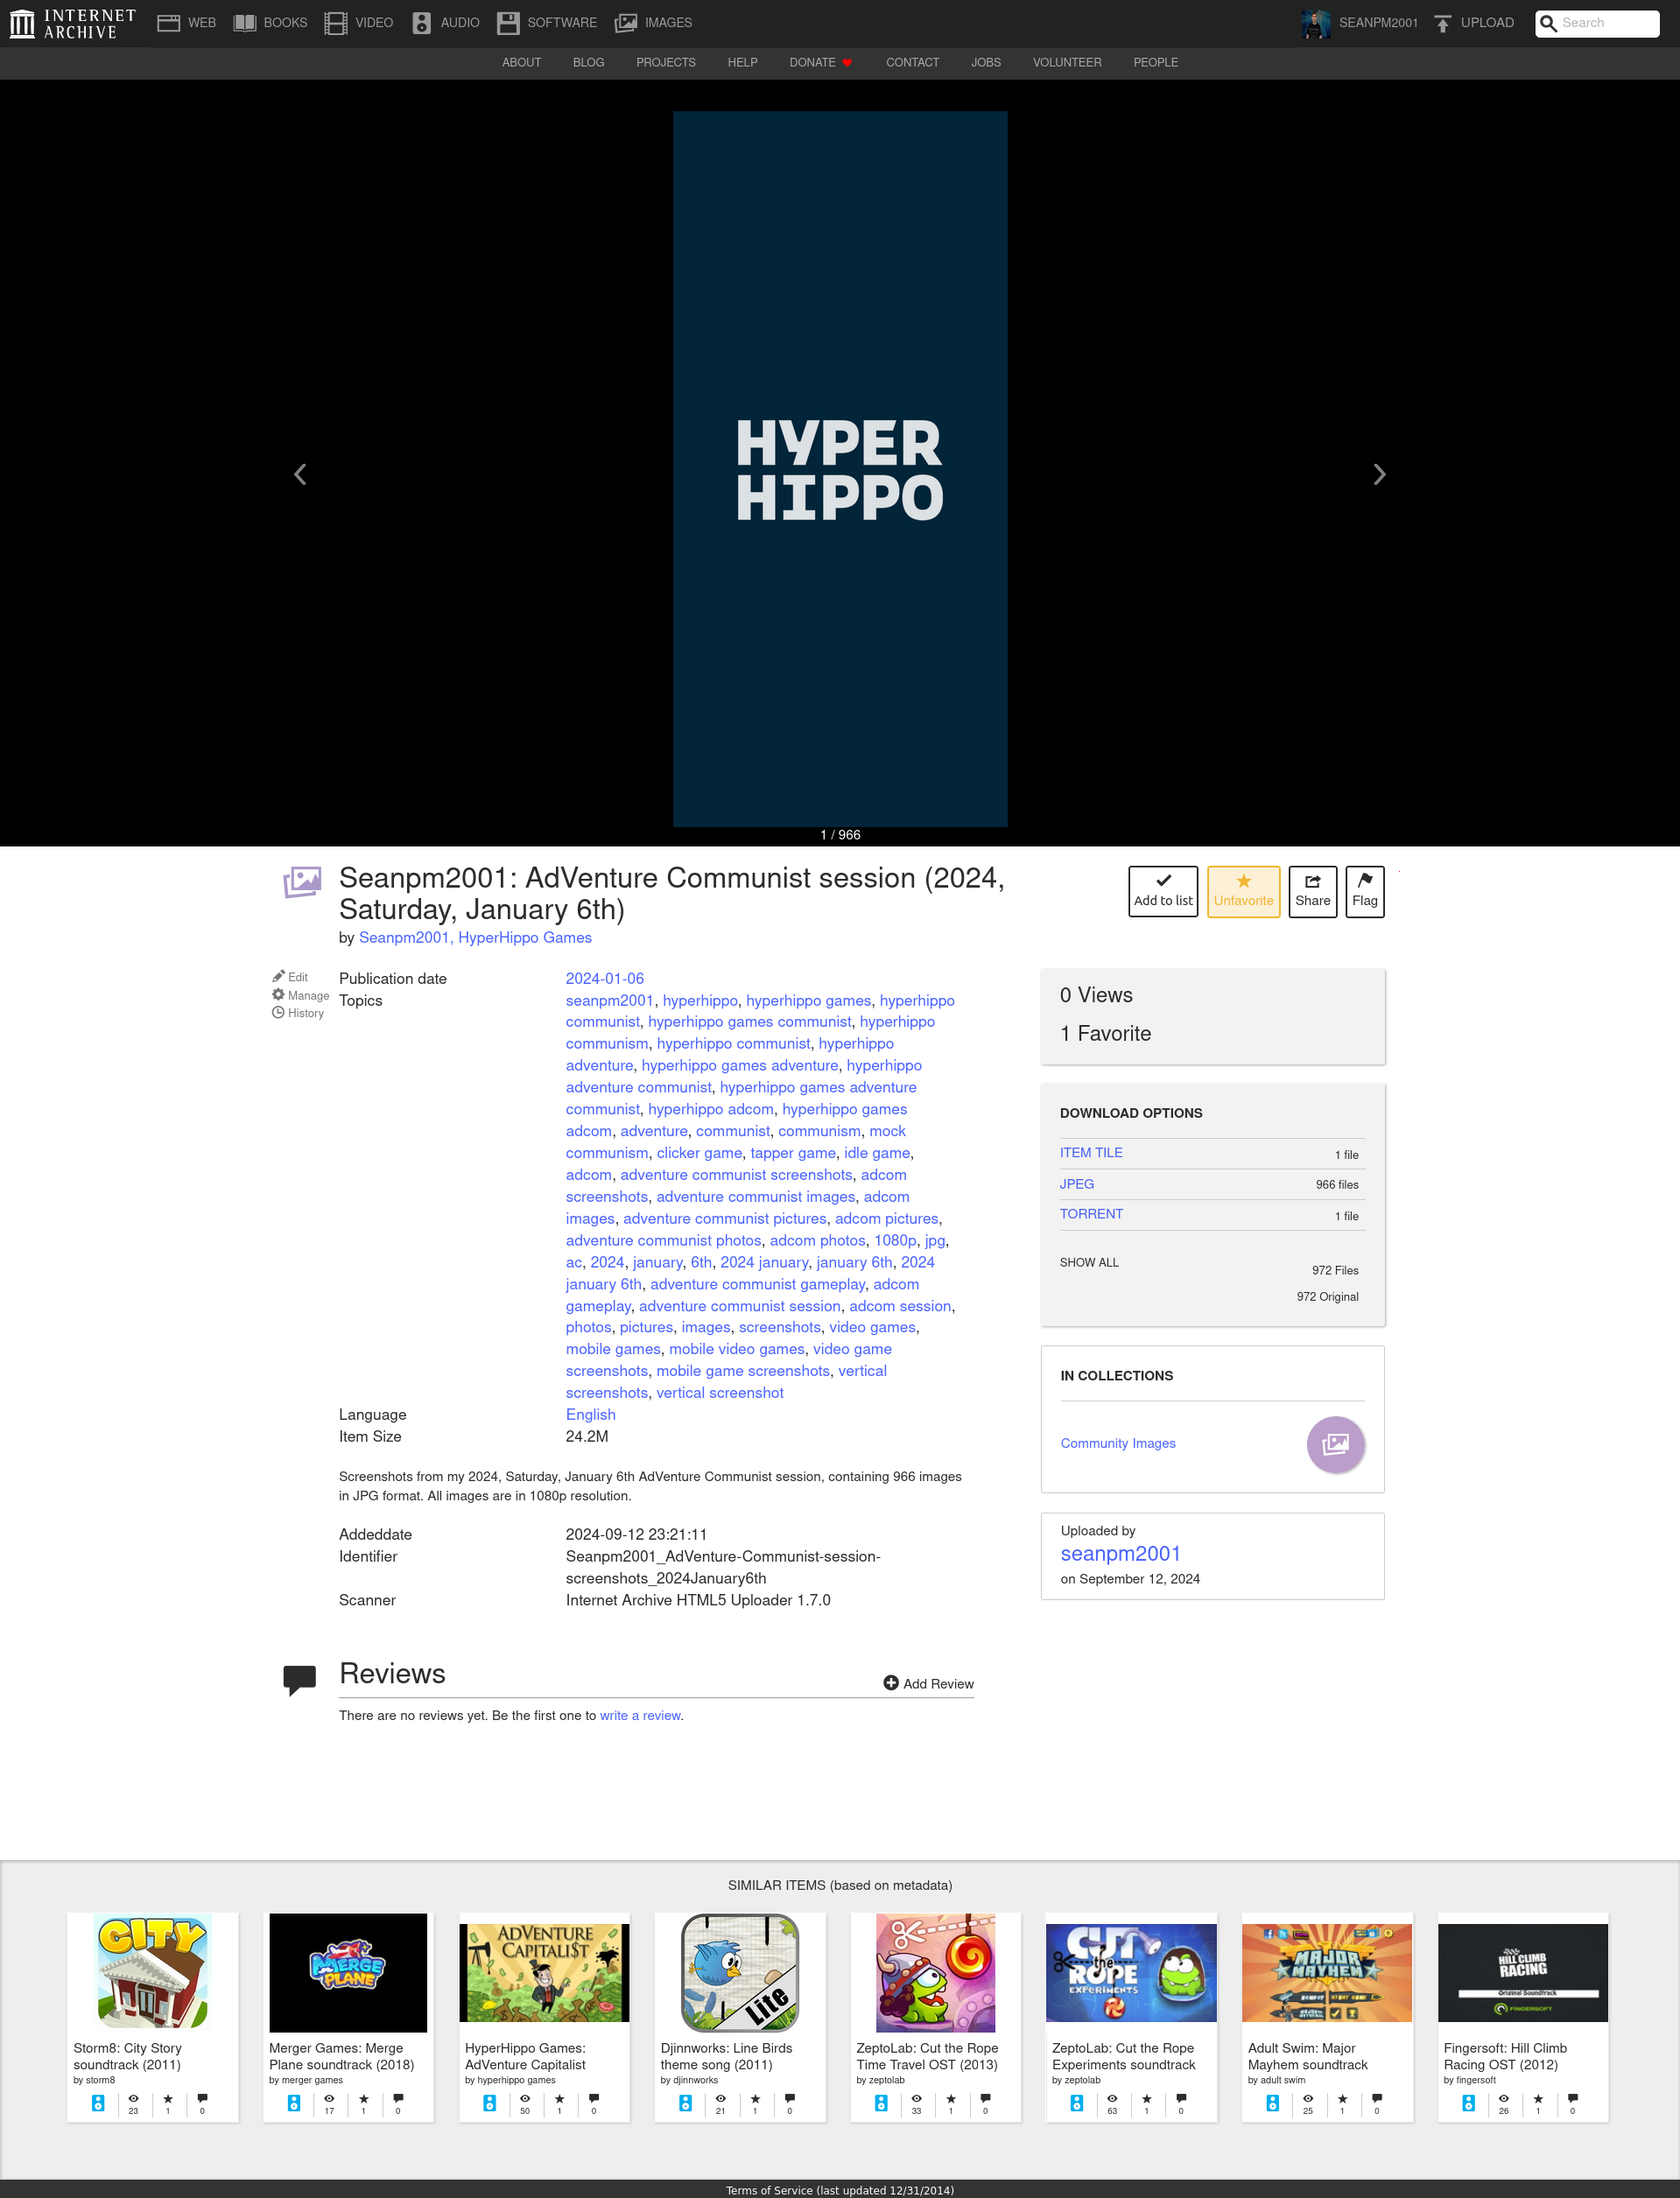 INTERNET ARCHIVE
WEB BOOKS VIDEO AUDIO SOFTWARE IMAGES SEANPM2001 UPLOAD Search
ABOUT BLOG PROJECTS HELP DONATE CONTACT JOBS VOLUNTEER PEOPLE
HYPER
HIPPO
1 / 966
Seanpm2001: AdVenture Communist session (2024,
Saturday, January 6th)
by Seanpm2001, HyperHippo Games
Add to list Unfavorite Share Flag
Edit
Manage
History
Publication date 2024-01-06
Topics seanpm2001, hyperhippo, hyperhippo games, hyperhippo
communist, hyperhippo games communist, hyperhippo
communism, hyperhippo communist, hyperhippo
adventure, hyperhippo games adventure, hyperhippo
adventure communist, hyperhippo games adventure
communist, hyperhippo adcom, hyperhippo games
adcom, adventure, communist, communism, mock
communism, clicker game, tapper game, idle game,
adcom, adventure communist screenshots, adcom
screenshots, adventure communist images, adcom
images, adventure communist pictures, adcom pictures,
adventure communist photos, adcom photos, 1080p, jpg,
ac, 2024, january, 6th, 2024 january, january 6th, 2024
january 6th, adventure communist gameplay, adcom
gameplay, adventure communist session, adcom session,
photos, pictures, images, screenshots, video games,
mobile games, mobile video games, video game
screenshots, mobile game screenshots, vertical
screenshots, vertical screenshot
Language English
Item Size 24.2M
Screenshots from my 2024, Saturday, January 6th AdVenture Communist session, containing 966 images
in JPG format. All images are in 1080p resolution.
Addeddate 2024-09-12 23:21:11
Identifier Seanpm2001_AdVenture-Communist-session-
screenshots_2024January6th
Scanner Internet Archive HTML5 Uploader 1.7.0
0 Views
1 Favorite
DOWNLOAD OPTIONS
ITEM TILE 1 file
JPEG 966 files
TORRENT 1 file
SHOW ALL 972 Files
972 Original
IN COLLECTIONS
Community Images
Uploaded by
seanpm2001
on September 12, 2024
Reviews
Add Review
There are no reviews yet. Be the first one to write a review.
SIMILAR ITEMS (based on metadata)
CITY
Storm8: City Story
soundtrack (2011)
by storm8
23 1 0
MERGE
PLANE
Merger Games: Merge
Plane soundtrack (2018)
by merger games
17 1 0
ADVENTURE
CAPITALI$T
HyperHippo Games:
AdVenture Capitalist
by hyperhippo games
50 1 0
Lite
Djinnworks: Line Birds
theme song (2011)
by djinnworks
21 1 0
ZeptoLab: Cut the Rope
Time Travel OST (2013)
by zeptolab
33 1 0
CUT
the
ROPE
EXPERIMENTS
ZeptoLab: Cut the Rope
Experiments soundtrack
by zeptolab
63 1 0
MAJOR
MAYHEM
Adult Swim: Major
Mayhem soundtrack
by adult swim
25 1 0
HILL CLIMB
RACING
Original Soundtrack
FINGERSOFT
Fingersoft: Hill Climb
Racing OST (2012)
by fingersoft
26 1 0
Terms of Service (last updated 12/31/2014)